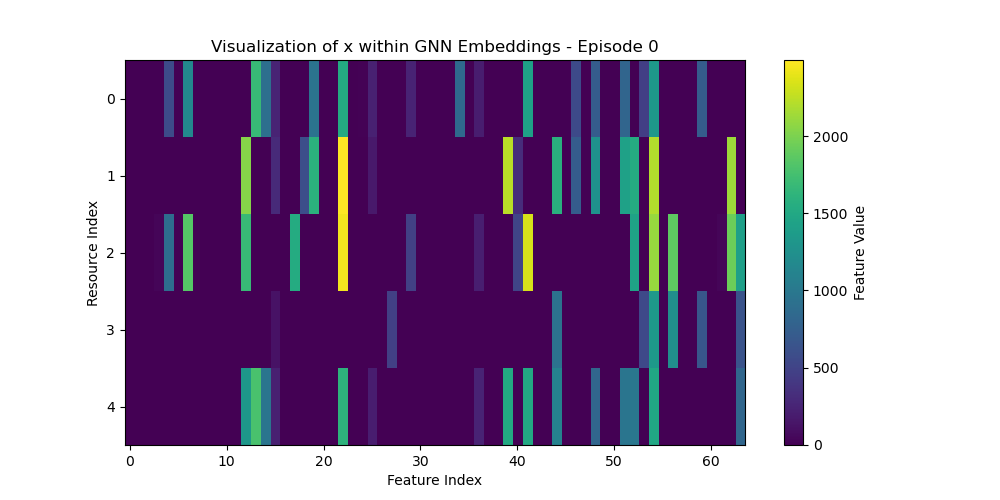 Visualization of x within GNN Embeddings - Episode 0
Resource Index
0
1
2
3
4
0 10 20 30 40 50 60
Feature Index
2000
1500
1000
500
0
Feature Value